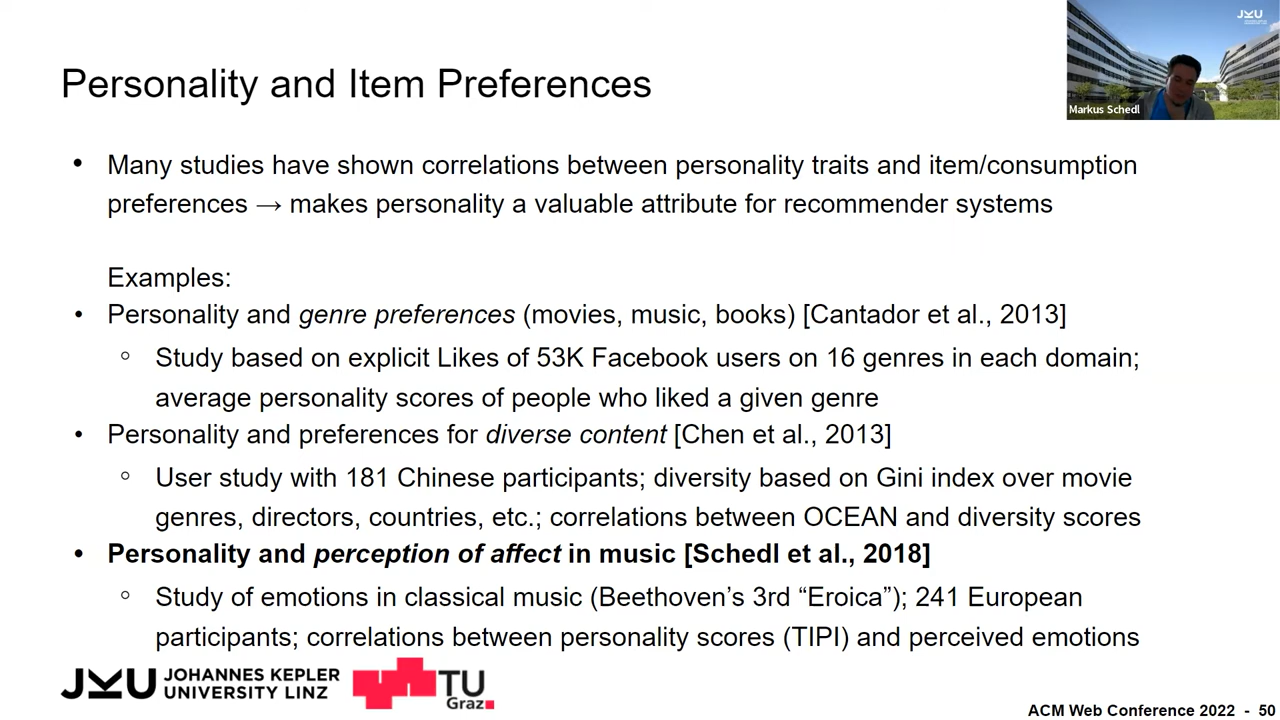 JKU
Markus Schedl
Personality and Item Preferences
• Many studies have shown correlations between personality traits and item/consumption
preferences → makes personality a valuable attribute for recommender systems
Examples:
• Personality and genre preferences (movies, music, books) [Cantador et al., 2013]
○ Study based on explicit Likes of 53K Facebook users on 16 genres in each domain;
average personality scores of people who liked a given genre
• Personality and preferences for diverse content [Chen et al., 2013]
○ User study with 181 Chinese participants; diversity based on Gini index over movie
genres, directors, countries, etc.; correlations between OCEAN and diversity scores
• Personality and perception of affect in music [Schedl et al., 2018]
○ Study of emotions in classical music (Beethoven’s 3rd “Eroica”); 241 European
participants; correlations between personality scores (TIPI) and perceived emotions
JKU JOHANNES KEPLER
UNIVERSITY LINZ
TU
Graz
ACM Web Conference 2022 - 50